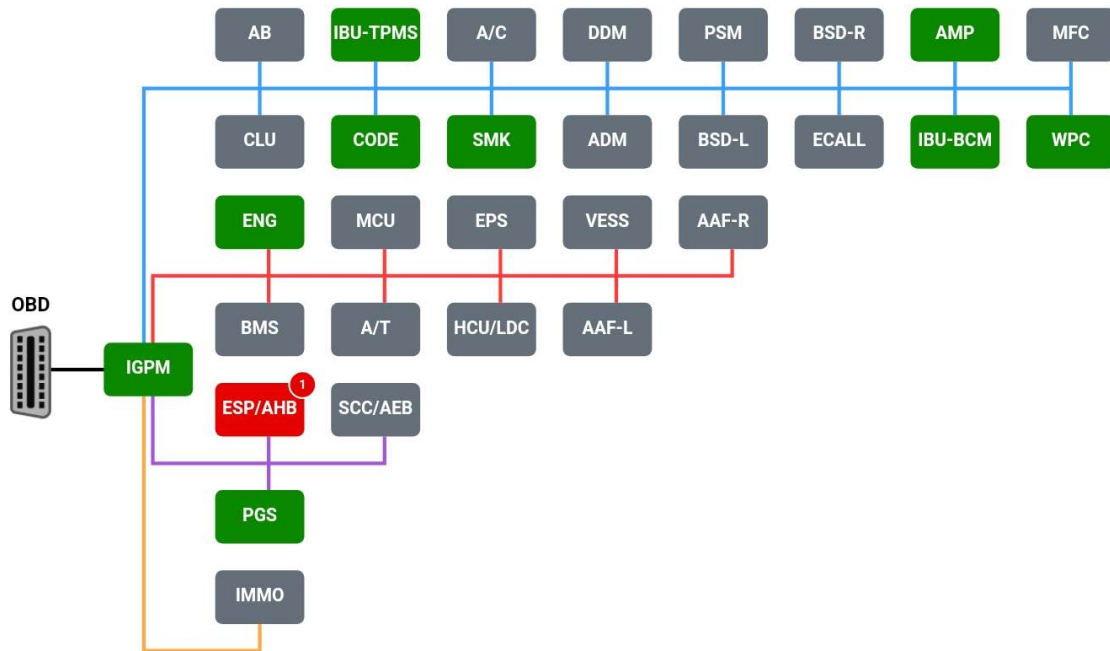 AB
IBU-TPMS
A/C
DDM
PSM
BSD-R
AMP
MFC
CLU
CODE
SMK
ADM
BSD-L
ECALL
IBU-BCM
WPC
ENG
MCU
EPS
VESS
AAF-R
OBD
BMS
A/T
HCU/LDC
AAF-L
IGPM
ESP/AHB
1
SCC/AEB
PGS
IMMO